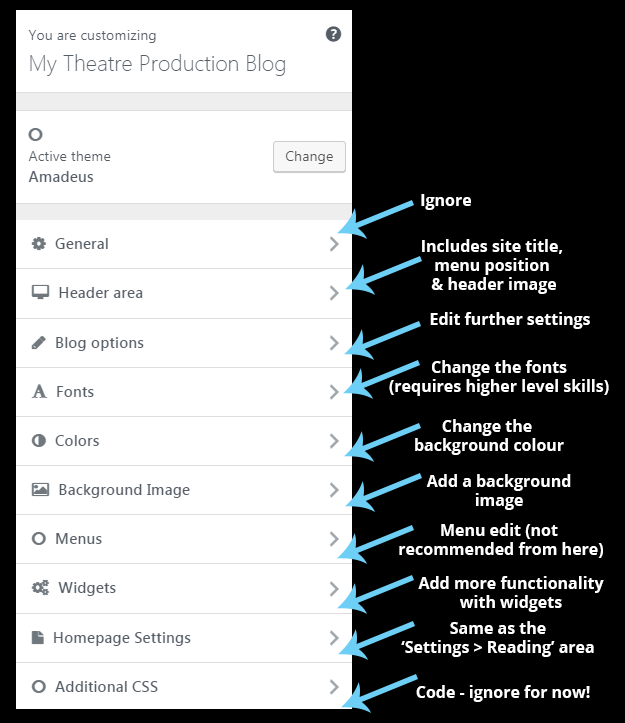 You are customizing
My Theatre Production Blog
Active theme
Change
Amadeus
Ignore
General
Includes site title,
menu position
& header image
Header area
Edit further settings
Blog options
Change the fonts
(requires higher level skills)
Fonts
Change the
background colour
Colors
Add a background
image
Background Image
Menu edit (not
recommended from here)
Menus
Add more functionality
with widgets
Widgets
Same as the
‘Settings > Reading’ area
Homepage Settings
Code - ignore for now!
Additional CSS